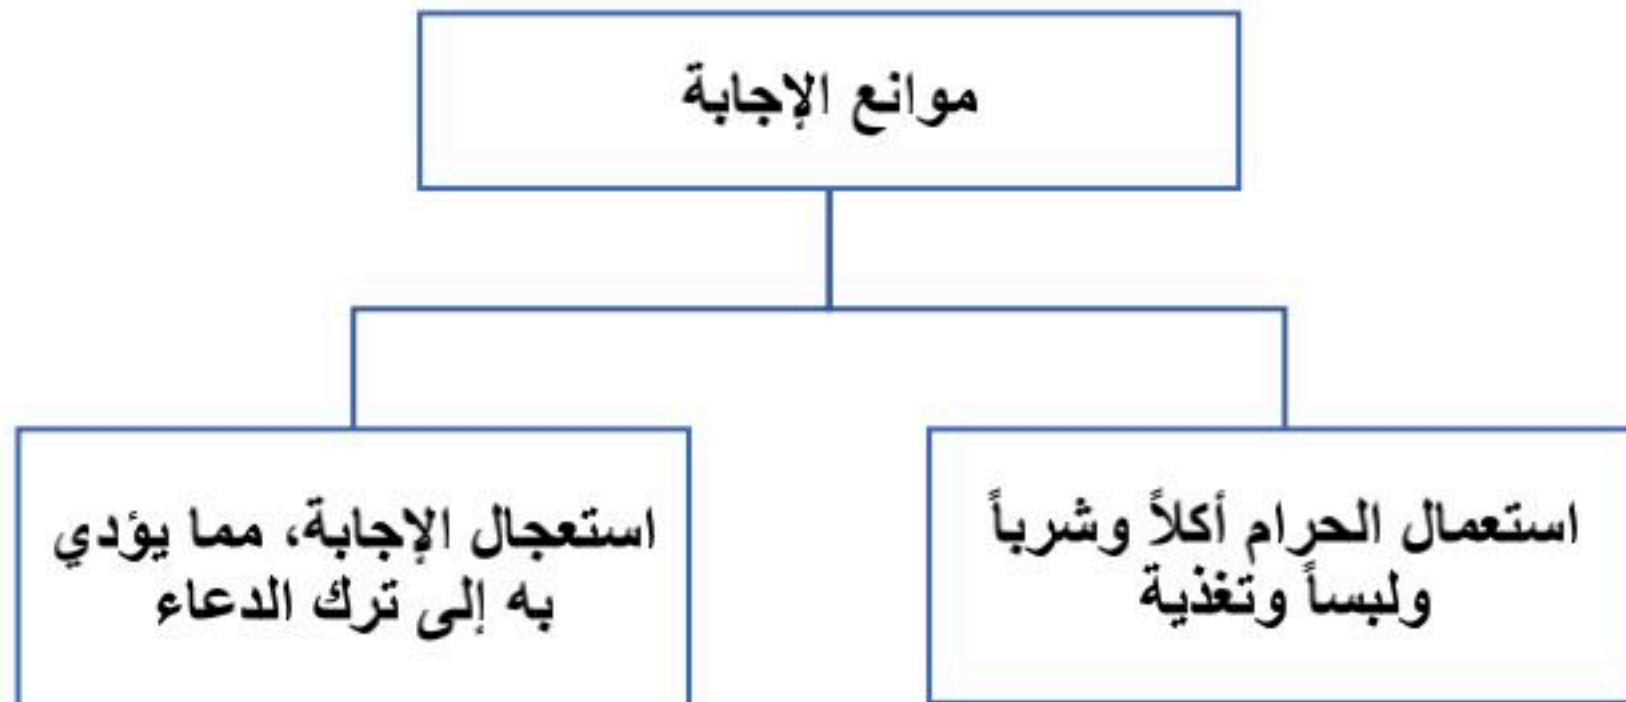 موانع الإجابة
استعمال الحرام أكلاً وشرباً
ولبساً وتغذية
استعجال الإجابة، مما يؤدي
به إلى ترك الدعاء